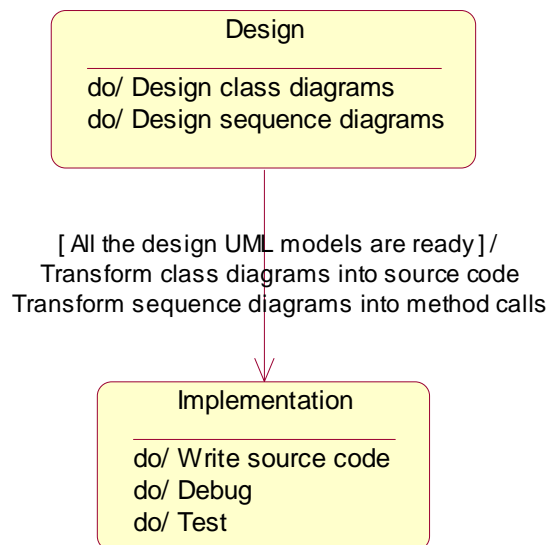 Design
do/ Design class diagrams
do/ Design sequence diagrams
[ All the design UML models are ready ] /
Transform class diagrams into source code
Transform sequence diagrams into method calls
Implementation
do/ Write source code
do/ Debug
do/ Test